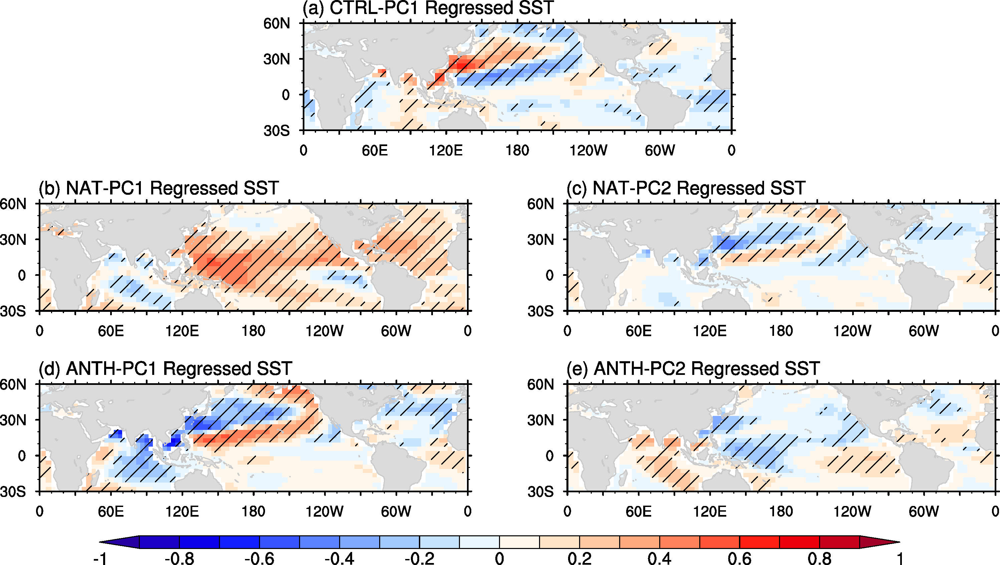 (a) CTRL-PC1 Regressed SST
60N
30N
0
30S
0 60E 120E 180 120W 60W 0
(b) NAT-PC1 Regressed SST
60N
30N
0
30S
0 60E 120E 180 120W 60W 0
(c) NAT-PC2 Regressed SST
60N
30N
0
30S
0 60E 120E 180 120W 60W 0
(d) ANTH-PC1 Regressed SST
60N
30N
0
30S
0 60E 120E 180 120W 60W 0
(e) ANTH-PC2 Regressed SST
60N
30N
0
30S
0 60E 120E 180 120W 60W 0
-1 -0.8 -0.6 -0.4 -0.2 0 0.2 0.4 0.6 0.8 1